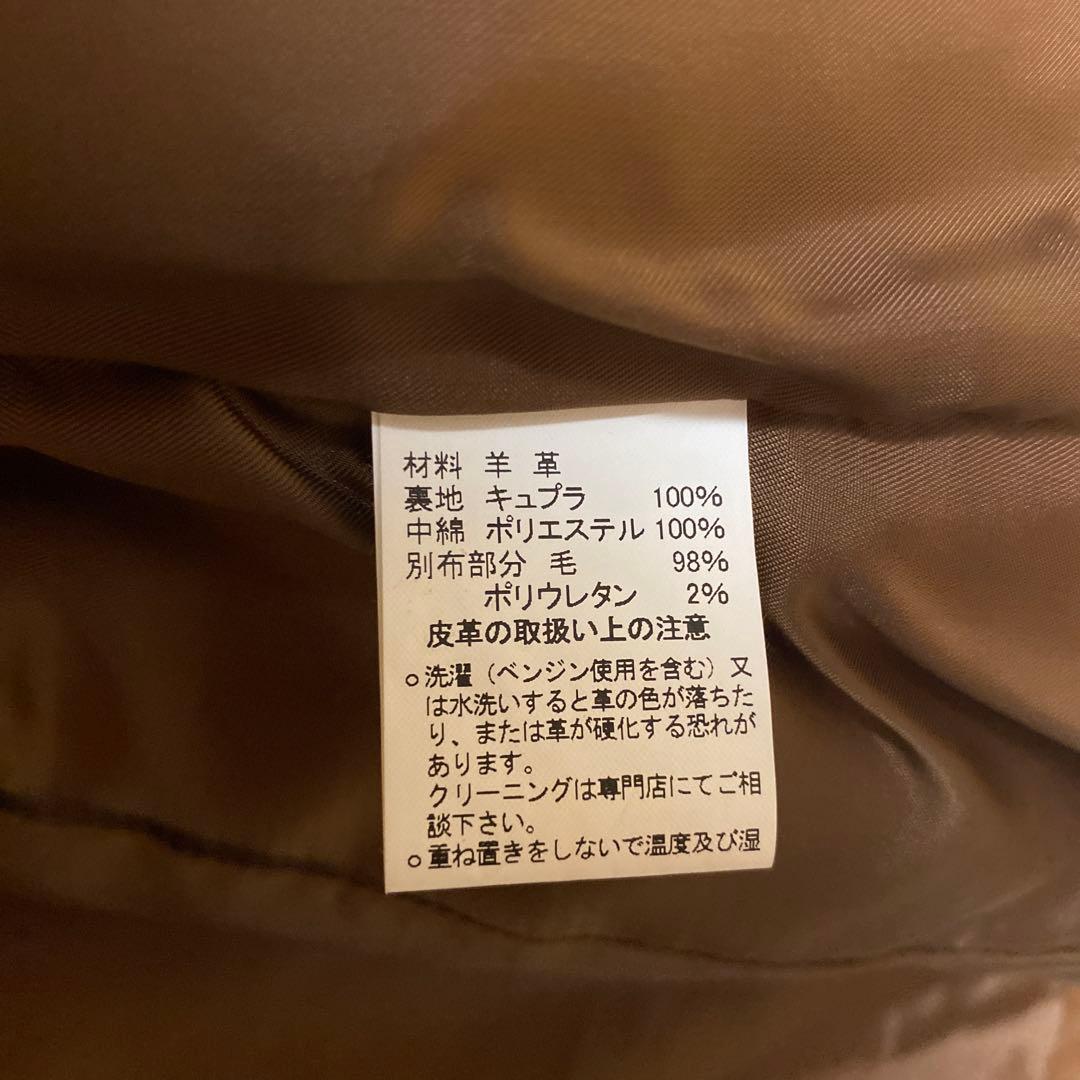 材料 羊 革
裏地 キュプラ 100%
中綿 ポリエステル 100%
別布部分 毛 98%
ポリウレタン 2%
皮革の取扱い上の注意
○洗濯（ベンジン使用を含む）又
は水洗いすると革の色が落ちた
り、または革が硬化する恐れが
あります。
クリーニングは専門店にてご相
談下さい。
○重ね置きをしないで温度及び湿